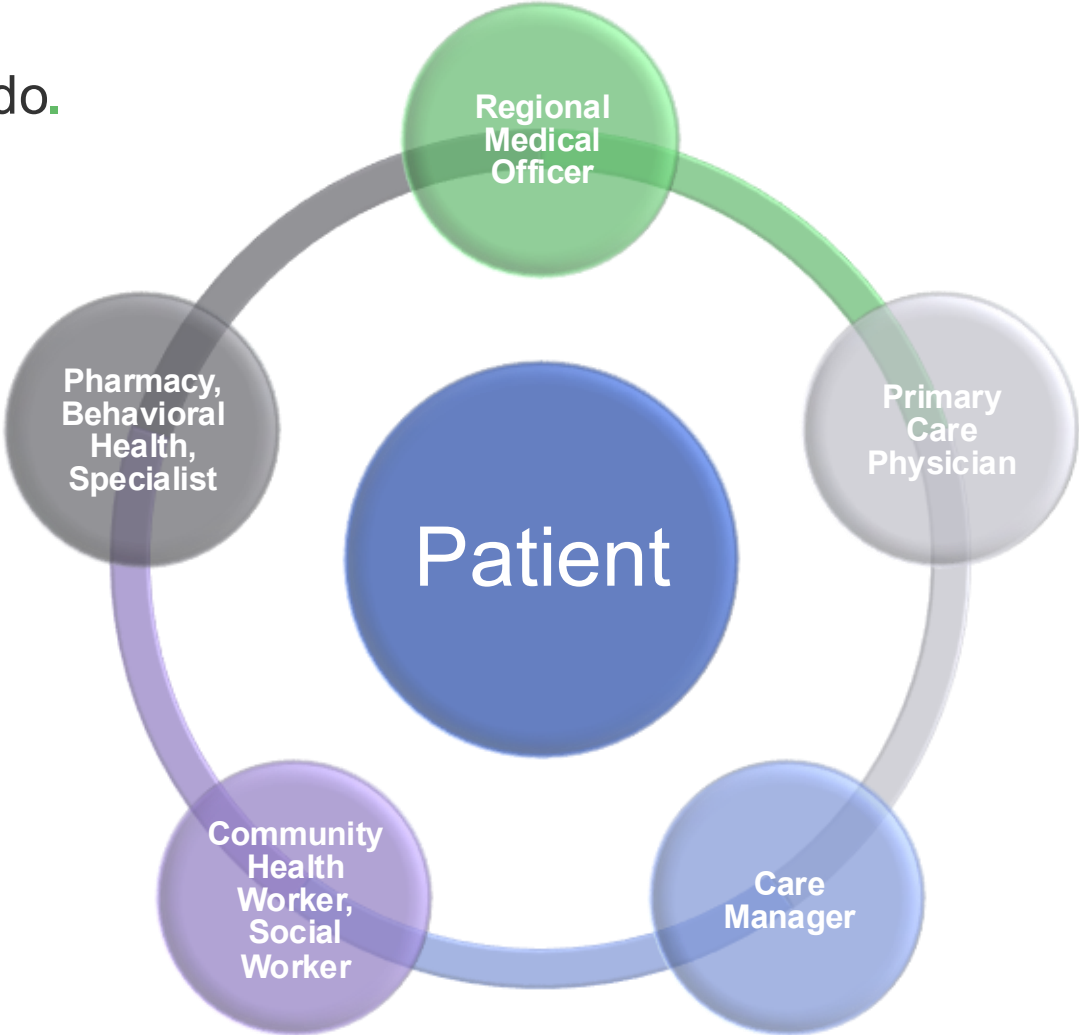 do.
Regional
Medical
Officer
Primary
Care
Physician
Pharmacy,
Behavioral
Health,
Specialist
Patient
Community
Health
Worker,
Social
Worker
Care
Manager